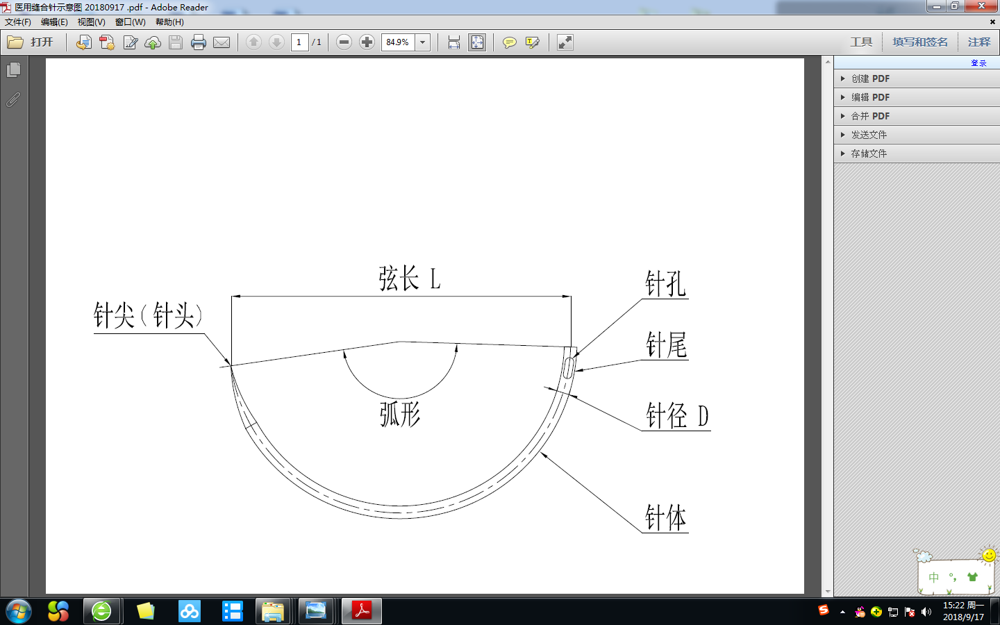 医用缝合针示意图 20180917 .pdf - Adobe Reader
文件(F) 编辑(E) 视图(V) 窗口(W) 帮助(H)
打开 1 / 1 84.9% 工具 填写和签名 注释
登录
创建 PDF
编辑 PDF
合并 PDF
发送文件
存储文件
弦长 L
针孔
针尖(针头)
针尾
弧形
针径 D
针体
中 °,
15:22 周一
2018/9/17